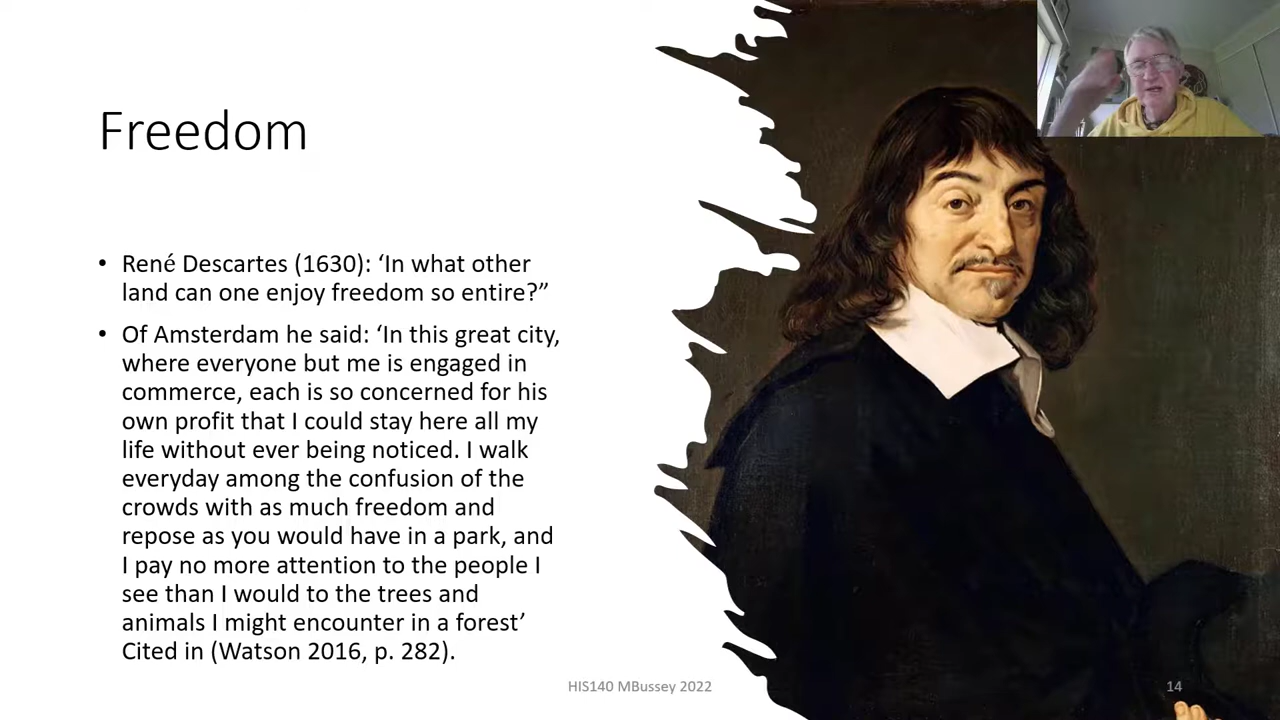 Freedom
• René Descartes (1630): ‘In what other
land can one enjoy freedom so entire?”
• Of Amsterdam he said: ‘In this great city,
where everyone but me is engaged in
commerce, each is so concerned for his
own profit that I could stay here all my
life without ever being noticed. I walk
everyday among the confusion of the
crowds with as much freedom and
repose as you would have in a park, and
I pay no more attention to the people I
see than I would to the trees and
animals I might encounter in a forest’
Cited in (Watson 2016, p. 282).
HIS140 MBussey 2022
14